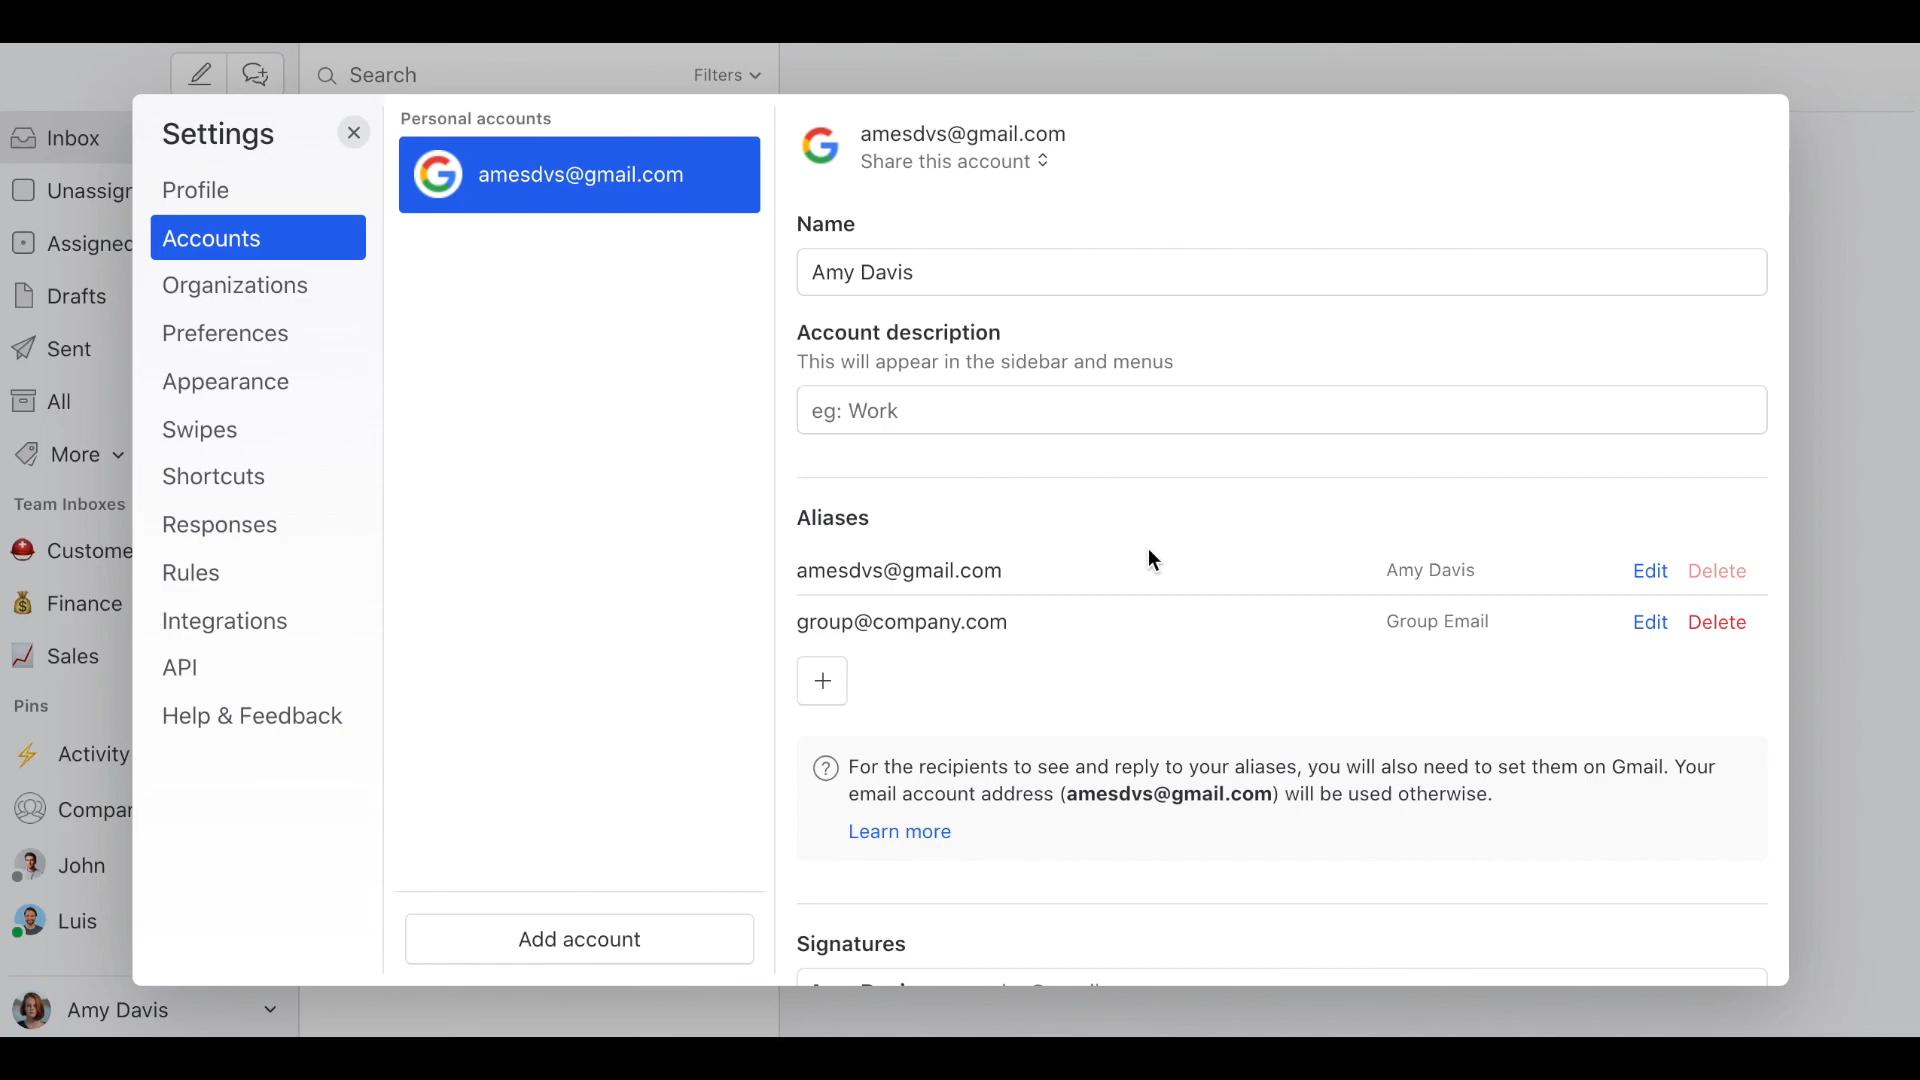 Search
Filters
Inbox
Unassigr
Assigned
Drafts
Sent
All
More
Team Inboxes
Custome
Finance
Sales
Pins
Activity
Compar
John
Luis
Amy Davis
Settings
Profile
Accounts
Organizations
Preferences
Appearance
Swipes
Shortcuts
Responses
Rules
Integrations
API
Help & Feedback
Personal accounts
amesdvs@gmail.com
Add account
amesdvs@gmail.com
Share this account
Name
Amy Davis
Account description
This will appear in the sidebar and menus
eg: Work
Aliases
amesdvs@gmail.com Amy Davis Edit Delete
group@company.com Group Email Edit Delete
For the recipients to see and reply to your aliases, you will also need to set them on Gmail. Your
email account address (amesdvs@gmail.com) will be used otherwise.
Learn more
Signatures